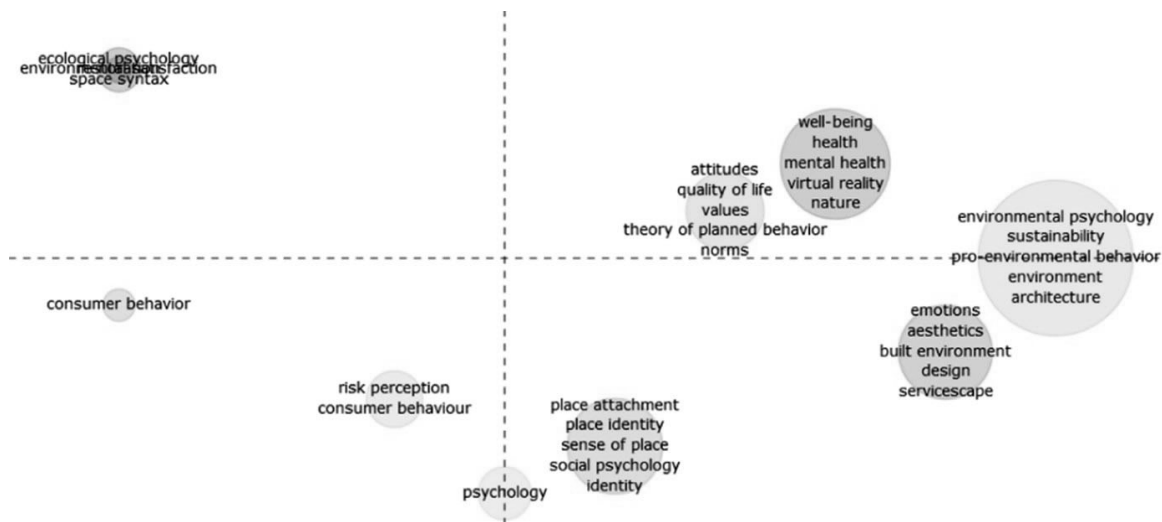 ecological psychology
environmental satisfaction
space syntax
well-being
health
mental health
virtual reality
nature
attitudes
quality of life
values
theory of planned behavior
norms
environmental psychology
sustainability
pro-environmental behavior
environment
architecture
consumer behavior
emotions
aesthetics
built environment
design
servicescape
risk perception
consumer behaviour
place attachment
place identity
sense of place
social psychology
identity
psychology